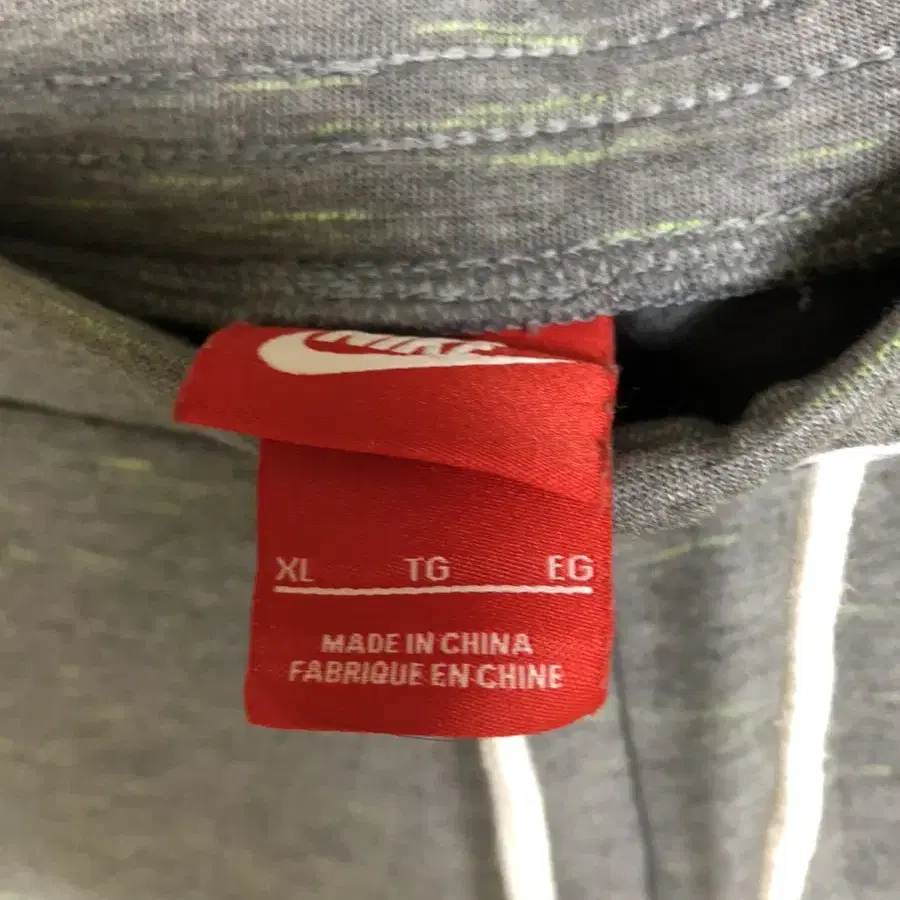 NIKE
XL TG EG
MADE IN CHINA
FABRIQUE EN CHINE